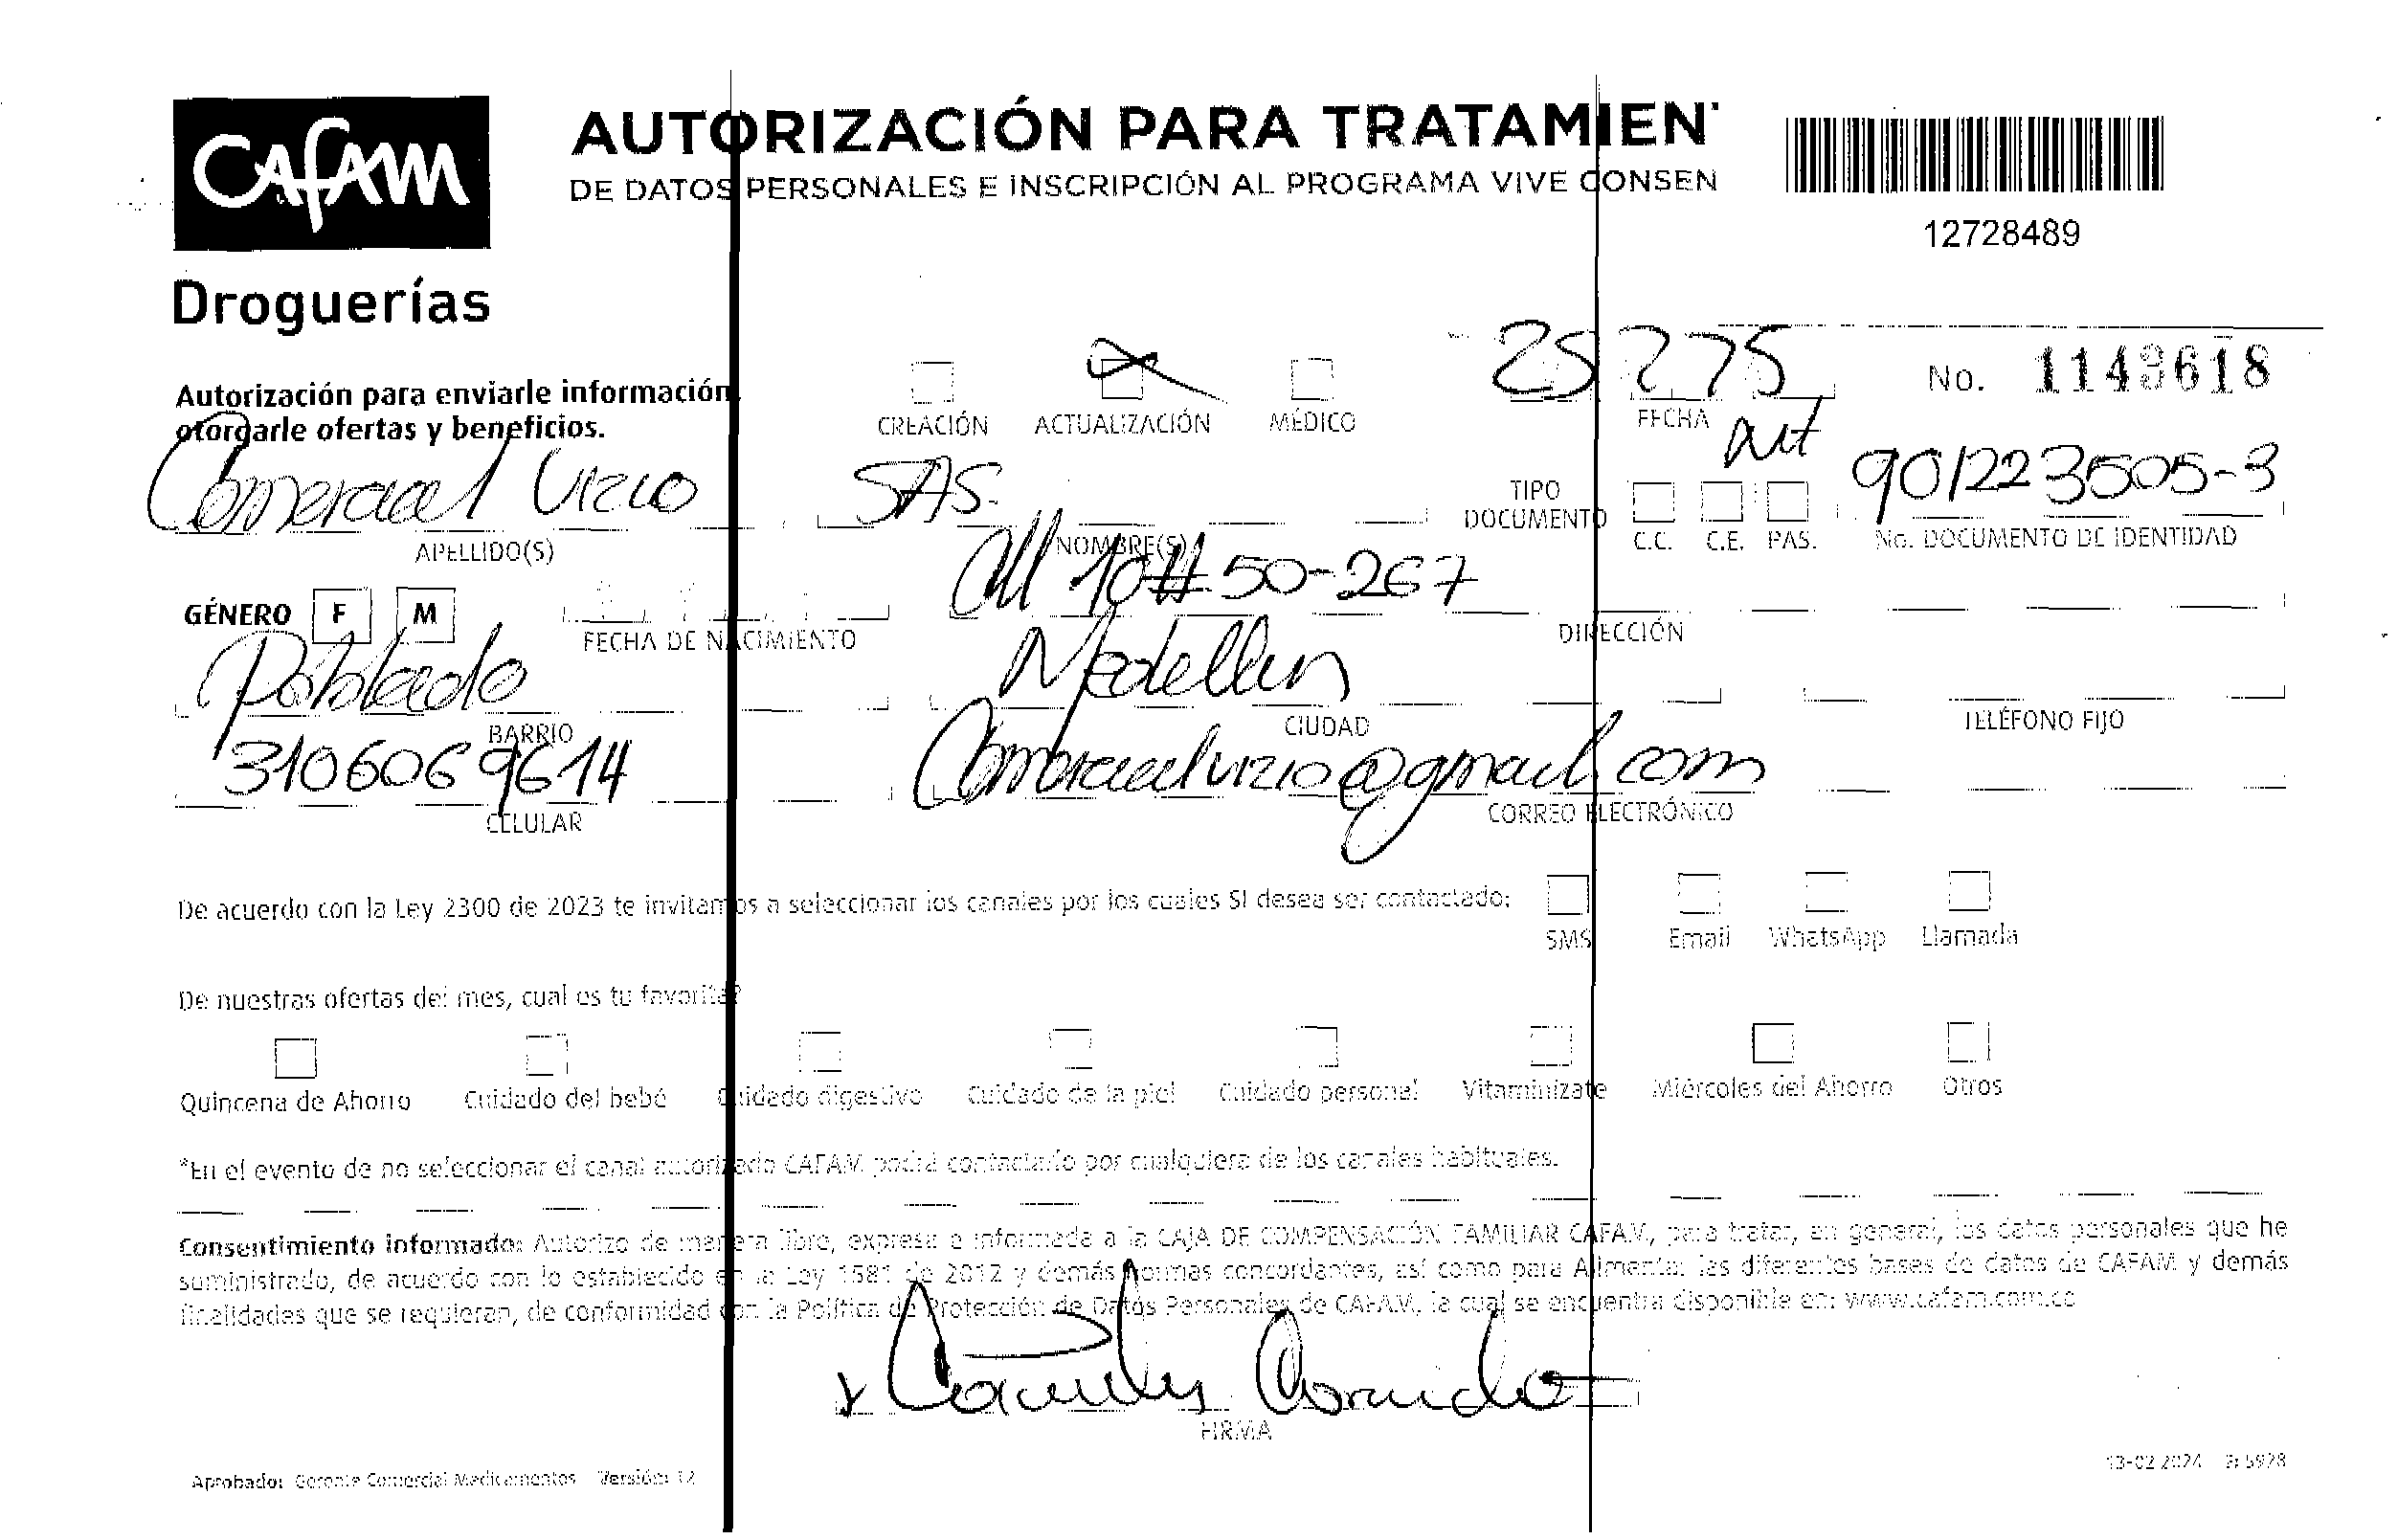 CAFAM
Droguerías
AUTORIZACIÓN PARA TRATAMIEN
DE DATOS PERSONALES E INSCRIPCIÓN AL PROGRAMA VIVE CONSEN
12728489
Autorización para enviarle información
otorgarle ofertas y beneficios.
CREACIÓN ACTUALIZACIÓN MÉDICO
25 2 75
FECHA
No. 1143618
Comercial Vizio SAS.
APELLIDO(S) NOMBRE(S)
TIPO DOCUMENTO C.C. C.E. PAS.
Nit 901223505-3
No. DOCUMENTO DE IDENTIDAD
GÉNERO F M
FECHA DE NACIMIENTO
Cll 10 # 50-267
DIRECCIÓN
Poblado Medellin
BARRIO CIUDAD TELÉFONO FIJO
3106069614 Comercialvizio@gmail.com
CELULAR CORREO ELECTRÓNICO
De acuerdo con la Ley 2300 de 2023 te invitamos a seleccionar los canales por los cuales SI desea ser contactado:
SMS Email WhatsApp Llamada
De nuestras ofertas del mes, cual es tu favorita?
Quincena de Ahorro Cuidado del bebé Cuidado digestivo Cuidado de la piel Cuidado personal Vitaminízate Miércoles del Ahorro Otros
*En el evento de no seleccionar el canal autorizado CAFAM podrá contactarlo por cualquiera de los canales habituales.
Consentimiento informado: Autorizo de manera libre, expresa e informada a la CAJA DE COMPENSACIÓN FAMILIAR CAFAM, para tratar, en general, los datos personales que he
suministrado, de acuerdo con lo establecido en la Ley 1581 de 2012 y demás normas concordantes, así como para Alimentar las diferentes bases de datos de CAFAM y demás
finalidades que se requieran, de conformidad con la Política de Protección de Datos Personales de CAFAM, la cual se encuentra disponible en: www.cafam.com.co
FIRMA
Aprobado: Gerente Comercial Medicamentos Versión: 12
13-02 2024